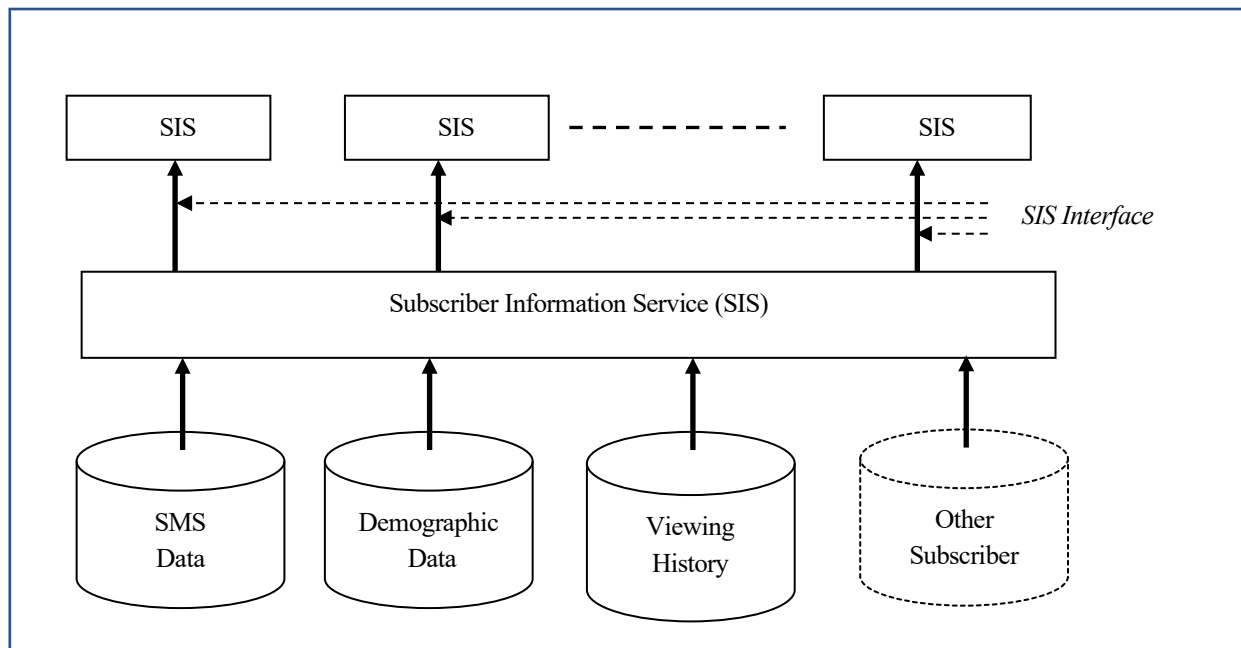 SIS
SIS
SIS
SIS Interface
Subscriber Information Service (SIS)
SMS
Data
Demographic
Data
Viewing
History
Other
Subscriber